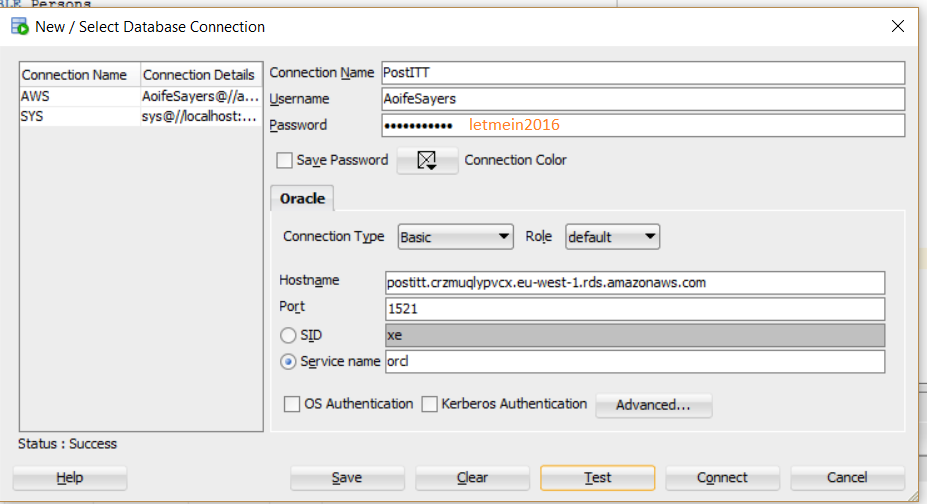 BLE Persons
New / Select Database Connection
Connection Name Connection Details
AWS AoifeSayers@//a...
SYS sys@//localhost:...
Connection Name PostITT
Username AoifeSayers
Password ••••••••••• letmein2016
Save Password Connection Color
Oracle
Connection Type Basic Role default
Hostname postitt.crzmuqlypvcx.eu-west-1.rds.amazonaws.com
Port 1521
SID xe
Service name orcl
OS Authentication Kerberos Authentication Advanced...
Status : Success
Help Save Clear Test Connect Cancel